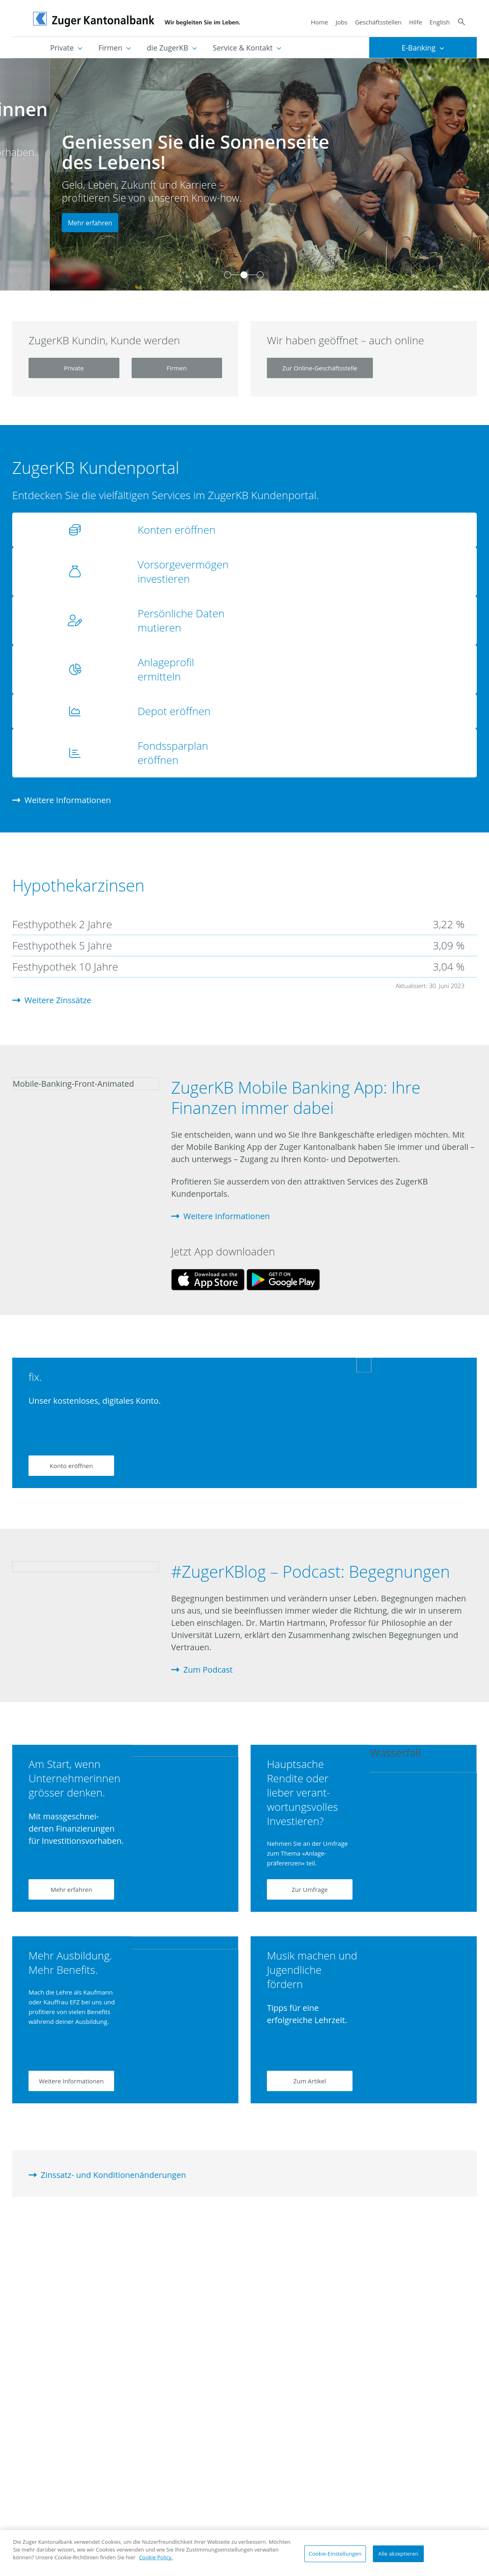 Zuger Kantonalbank
Wir begleiten Sie im Leben.
Home
Jobs
Geschäftsstellen
Hilfe
English
Private
Firmen
die ZugerKB
Service & Kontakt
E-Banking
innen
rhaben.
Geniessen Sie die Sonnenseite
des Lebens!
Geld, Leben, Zukunft und Karriere –
profitieren Sie von unserem Know-how.
Mehr erfahren
ZugerKB Kundin, Kunde werden
Private
Firmen
Wir haben geöffnet – auch online
Zur Online-Geschäftsstelle
ZugerKB Kundenportal
Entdecken Sie die vielfältigen Services im ZugerKB Kundenportal.
Konten eröffnen
Vorsorgevermögen
investieren
Persönliche Daten
mutieren
Anlageprofil
ermitteln
Depot eröffnen
Fondssparplan
eröffnen
Weitere Informationen
Hypothekarzinsen
Festhypothek 2 Jahre 3,22 %
Festhypothek 5 Jahre 3,09 %
Festhypothek 10 Jahre 3,04 %
Aktualisiert: 30. Juni 2023
Weitere Zinssätze
Mobile-Banking-Front-Animated
ZugerKB Mobile Banking App: Ihre
Finanzen immer dabei
Sie entscheiden, wann und wo Sie Ihre Bankgeschäfte erledigen möchten. Mit
der Mobile Banking App der Zuger Kantonalbank haben Sie immer und überall –
auch unterwegs – Zugang zu Ihren Konto- und Depotwerten.
Profitieren Sie ausserdem von den attraktiven Services des ZugerKB
Kundenportals.
Weitere Informationen
Jetzt App downloaden
Download on the
App Store
GET IT ON
Google Play
fix.
Unser kostenloses, digitales Konto.
Konto eröffnen
#ZugerKBlog – Podcast: Begegnungen
Begegnungen bestimmen und verändern unser Leben. Begegnungen machen
uns aus, und sie beeinflussen immer wieder die Richtung, die wir in unserem
Leben einschlagen. Dr. Martin Hartmann, Professor für Philosophie an der
Universität Luzern, erklärt den Zusammenhang zwischen Begegnung und
Vertrauen.
Zum Podcast
Am Start, wenn
Unternehmerinnen
grösser denken.
Mit massgeschnei-
derten Finanzierungen
für Investitionsvorhaben.
Mehr erfahren
Wasserfall
Hauptsache
Rendite oder
lieber verant-
wortungsvolles
Investieren?
Nehmen Sie an der Umfrage
zum Thema «Anlage-
präferenzen» teil.
Zur Umfrage
Mehr Ausbildung.
Mehr Benefits.
Mach die Lehre als Kaufmann
oder Kauffrau EFZ bei uns und
profitiere von vielen Benefits
während deiner Ausbildung.
Weitere Informationen
Musik machen und
Jugendliche
fördern
Tipps für eine
erfolgreiche Lehrzeit.
Zum Artikel
Zinssatz- und Konditionenänderungen
Die Zuger Kantonalbank verwendet Cookies, um die Nutzerfreundlichkeit Ihrer Webseite zu verbessern. Möchten
Sie mehr darüber wissen, wie wir Cookies verwenden und wie Sie Ihre Zustimmungseinstellungen verwalten
können? Unsere Cookie-Richtlinien finden Sie hier Cookie Policy.
Cookie-Einstellungen
Alle akzeptieren